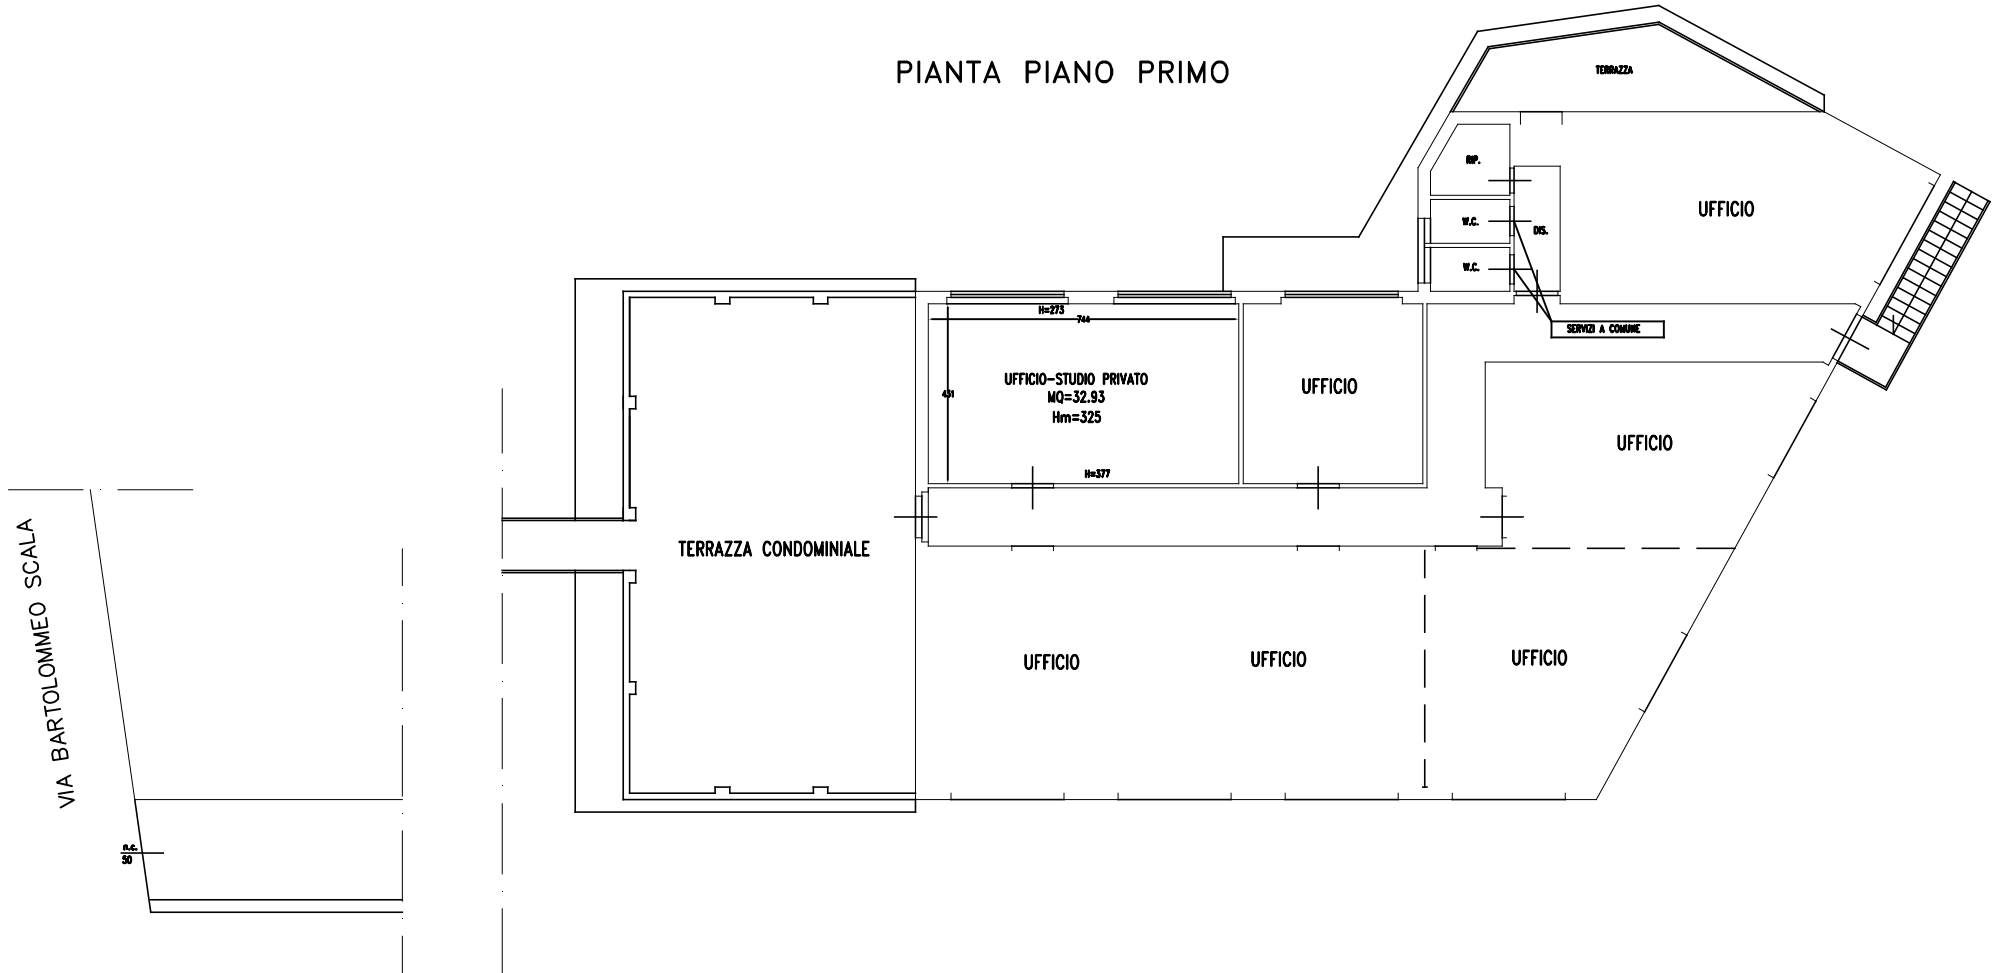 PIANTA PIANO PRIMO
TERRAZZA
RIP.
UFFICIO
W.C.
DIS.
W.C.
H=273
744
SERVIZI A COMUNE
UFFICIO-STUDIO PRIVATO
MQ=32.93
Hm=325
431
UFFICIO
UFFICIO
H=377
TERRAZZA CONDOMINIALE
VIA BARTOLOMMEO SCALA
UFFICIO
UFFICIO
UFFICIO
n.c.
50